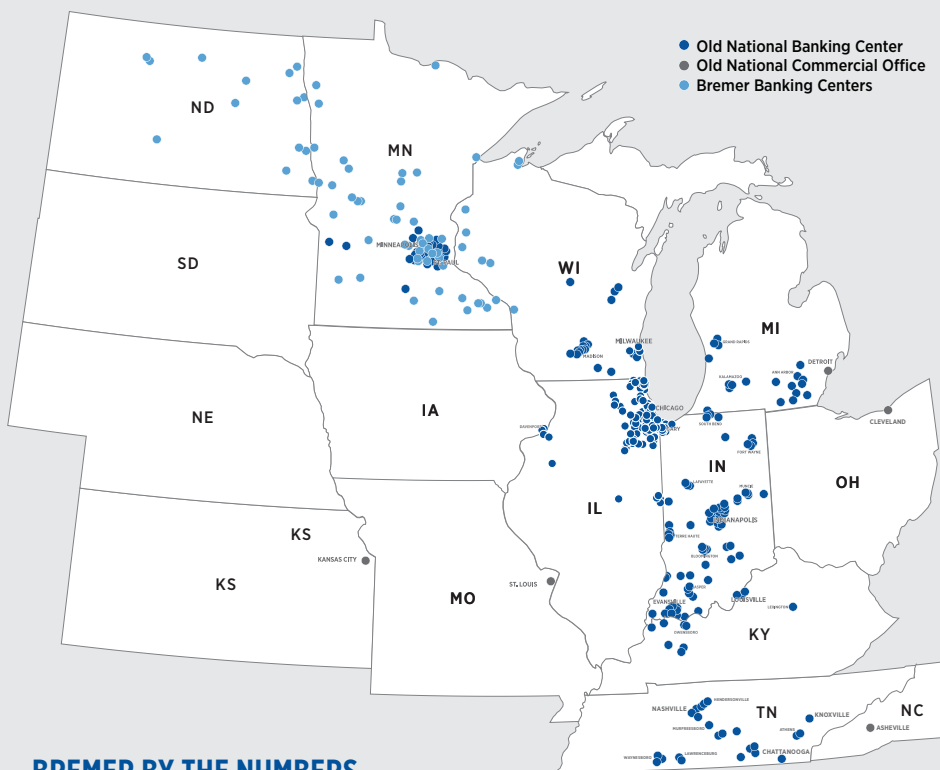 Old National Banking Center
Old National Commercial Office
Bremer Banking Centers
ND
MN
MINNEAPOLIS
ST. PAUL
SD
WI
MI
MILWAUKEE
MADISON
GRAND RAPIDS
DETROIT
KALAMAZOO
ANN ARBOR
NE
IA
CHICAGO
GARY
DAVENPORT
SOUTH BEND
FORT WAYNE
CLEVELAND
IN
OH
LAFAYETTE
MUNCIE
IL
INDIANAPOLIS
KS
TERRE HAUTE
KANSAS CITY
BLOOMINGTON
KS
ST. LOUIS
JASPER
MO
EVANSVILLE
LOUISVILLE
LEXINGTON
OWENSBORO
KY
NASHVILLE
HENDERSONVILLE
TN
NC
KNOXVILLE
MURFREESBORO
ATHENS
ASHEVILLE
WAYNESBORO
LAWRENCEBURG
CHATTANOOGA
BREMER BY THE NUMBERS